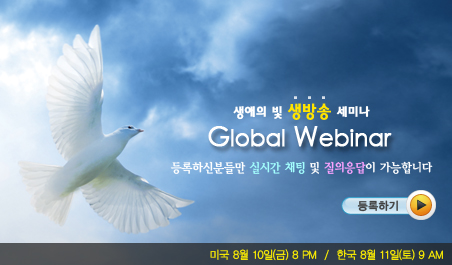 생애의 빛 생방송 세미나
Global Webinar
등록하신분들만 실시간 채팅 및 질의응답이 가능합니다
등록하기
미국 8월 10일(금) 8 PM / 한국 8월 11일(토) 9 AM